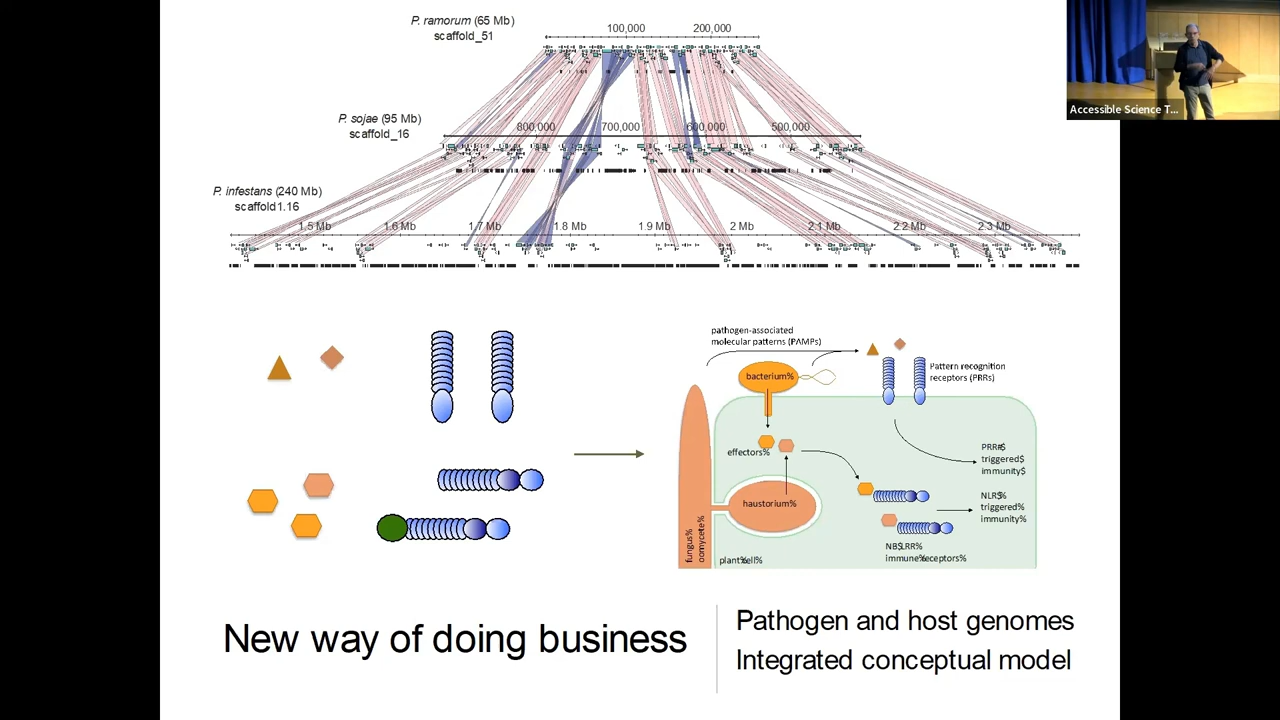 P. ramorum (65 Mb)
scaffold_51
100,000
200,000
P. sojae (95 Mb)
scaffold_16
800,000
700,000
600,000
500,000
P. infestans (240 Mb)
scaffold1.16
1.5 Mb
1.6 Mb
1.7 Mb
1.8 Mb
1.9 Mb
2 Mb
2.1 Mb
2.2 Mb
2.3 Mb
Accessible Science T...
pathogen-associated
molecular patterns (PAMPs)
bacterium%
Pattern recognition
receptors (PRRs)
effectors%
haustorium%
fungus%
oomycete%
PRR#$
triggered$
immunity$
NLR$%
triggered%
immunity%
NB$LRR%
immune%receptors%
plant%cell%
New way of doing business
Pathogen and host genomes
Integrated conceptual model